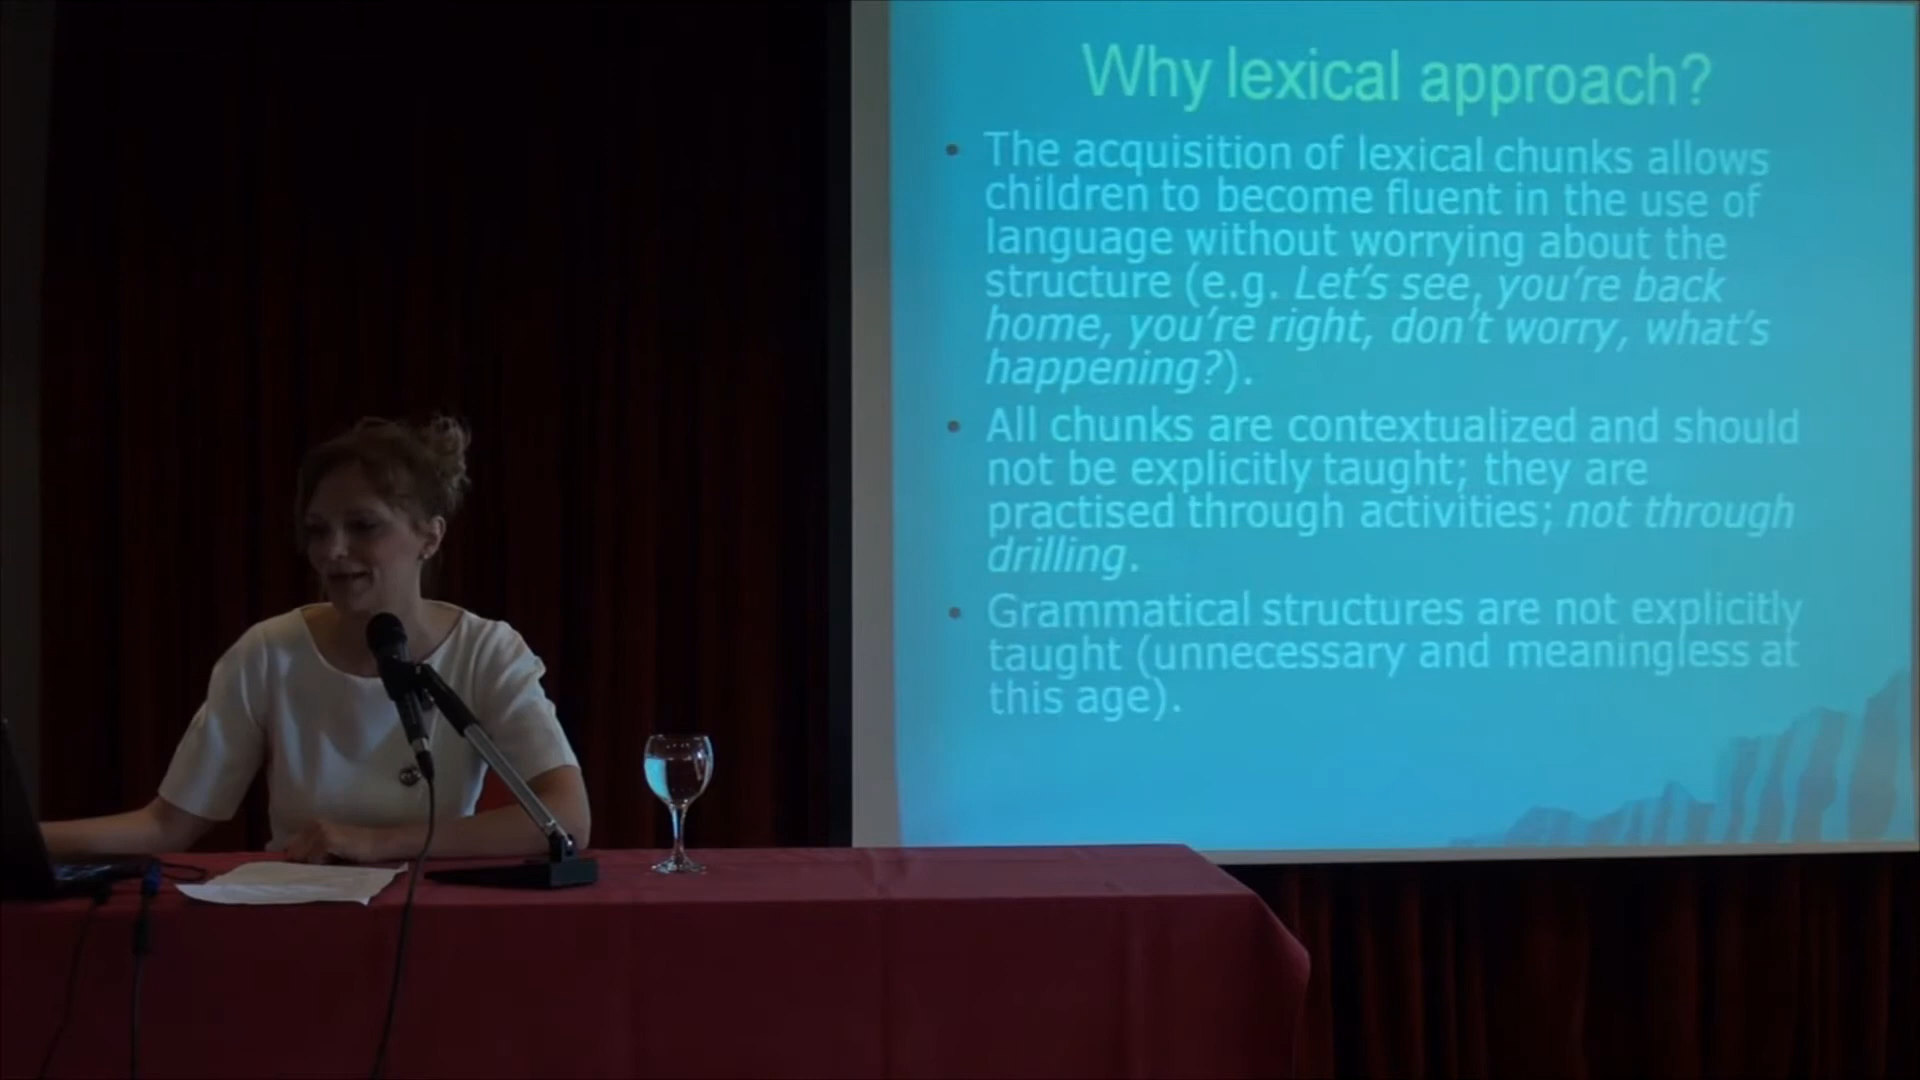 Why lexical approach?
• The acquisition of lexical chunks allows
children to become fluent in the use of
language without worrying about the
structure (e.g. Let's see, you're back
home, you're right, don't worry, what's
happening?).
• All chunks are contextualized and should
not be explicitly taught; they are
practised through activities; not through
drilling.
• Grammatical structures are not explicitly
taught (unnecessary and meaningless at
this age).